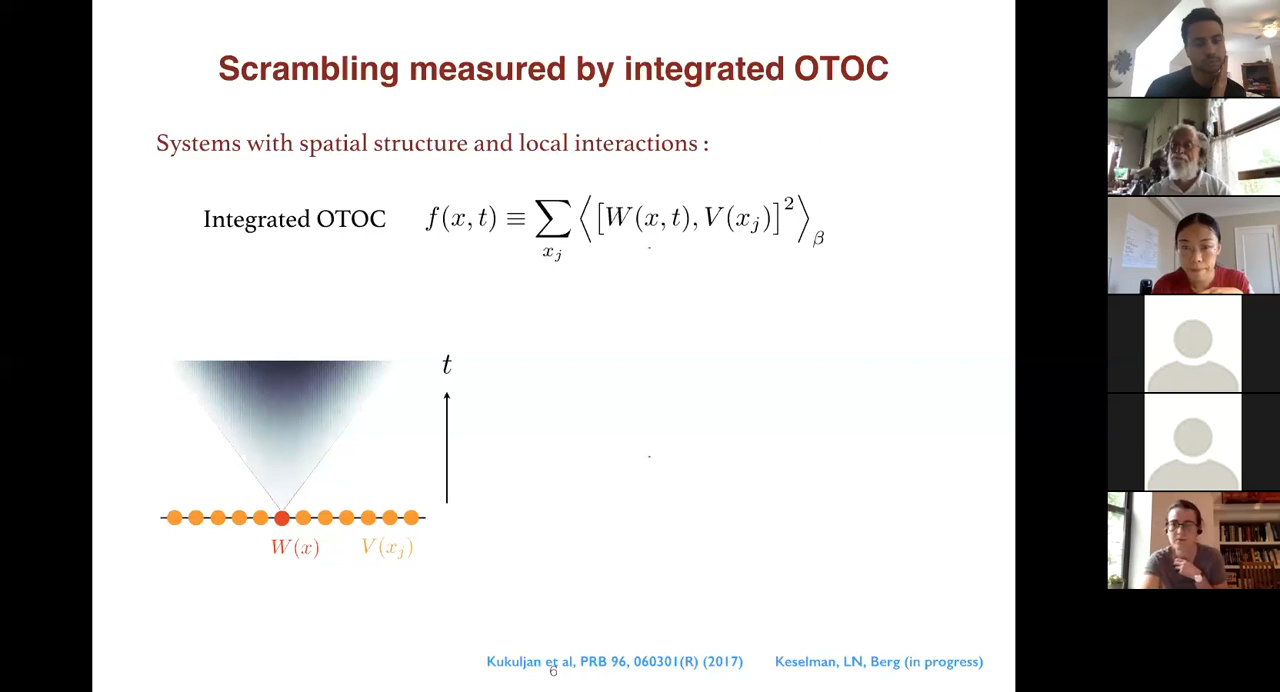 Scrambling measured by integrated OTOC
Systems with spatial structure and local interactions :
Integrated OTOC f(x, t) ≡ ∑_{x_j} ⟨[W(x, t), V(x_j)]²⟩_β
t
W(x) V(x_j)
Kukuljan et al, PRB 96, 060301(R) (2017) Keselman, LN, Berg (in progress)
6